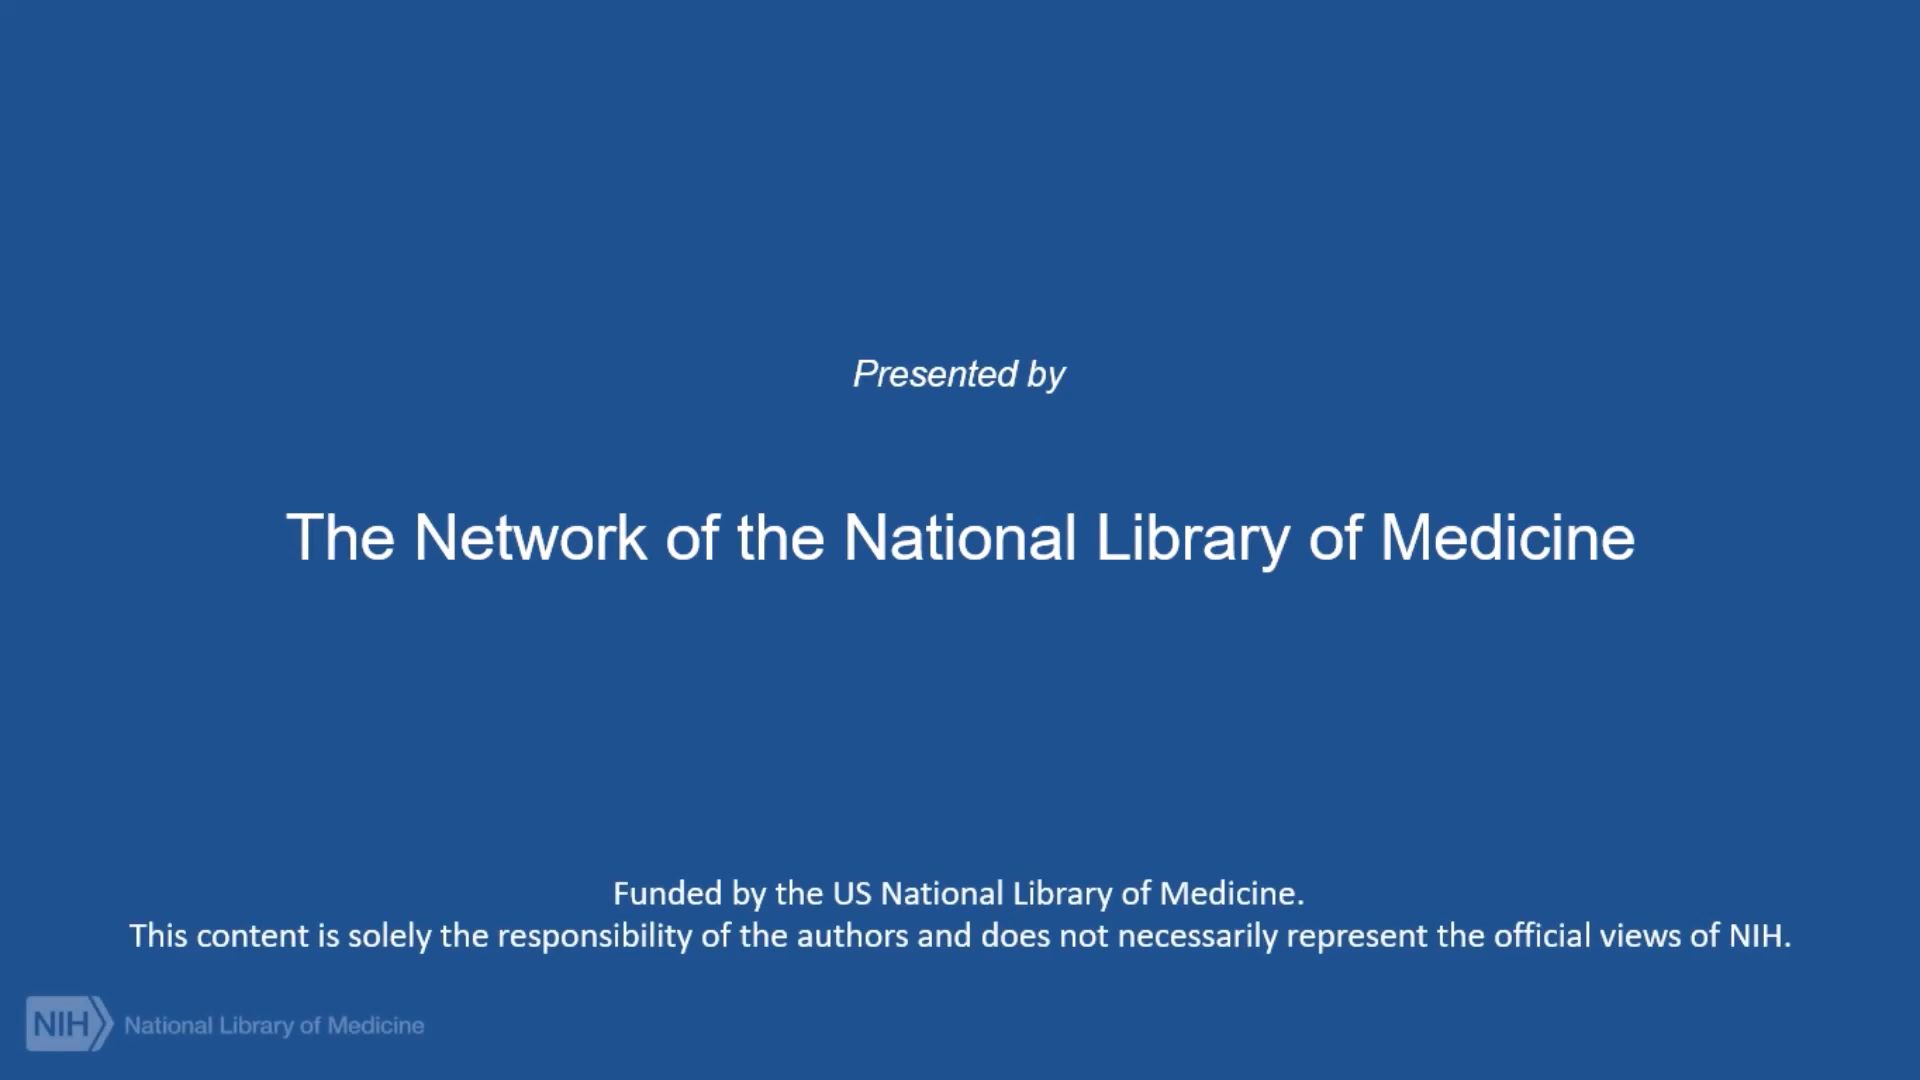 Presented by
The Network of the National Library of Medicine
Funded by the US National Library of Medicine.
This content is solely the responsibility of the authors and does not necessarily represent the official views of NIH.
NIH National Library of Medicine